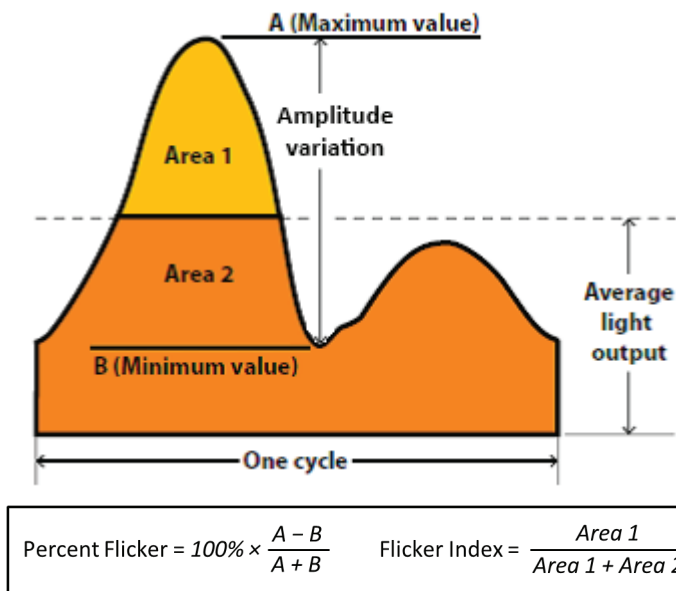 A (Maximum value)
Amplitude
variation
Area 1
Area 2
Average
light
output
B (Minimum value)
One cycle
Percent Flicker = 100% × A − B / A + B
Flicker Index = Area 1 / Area 1 + Area 2